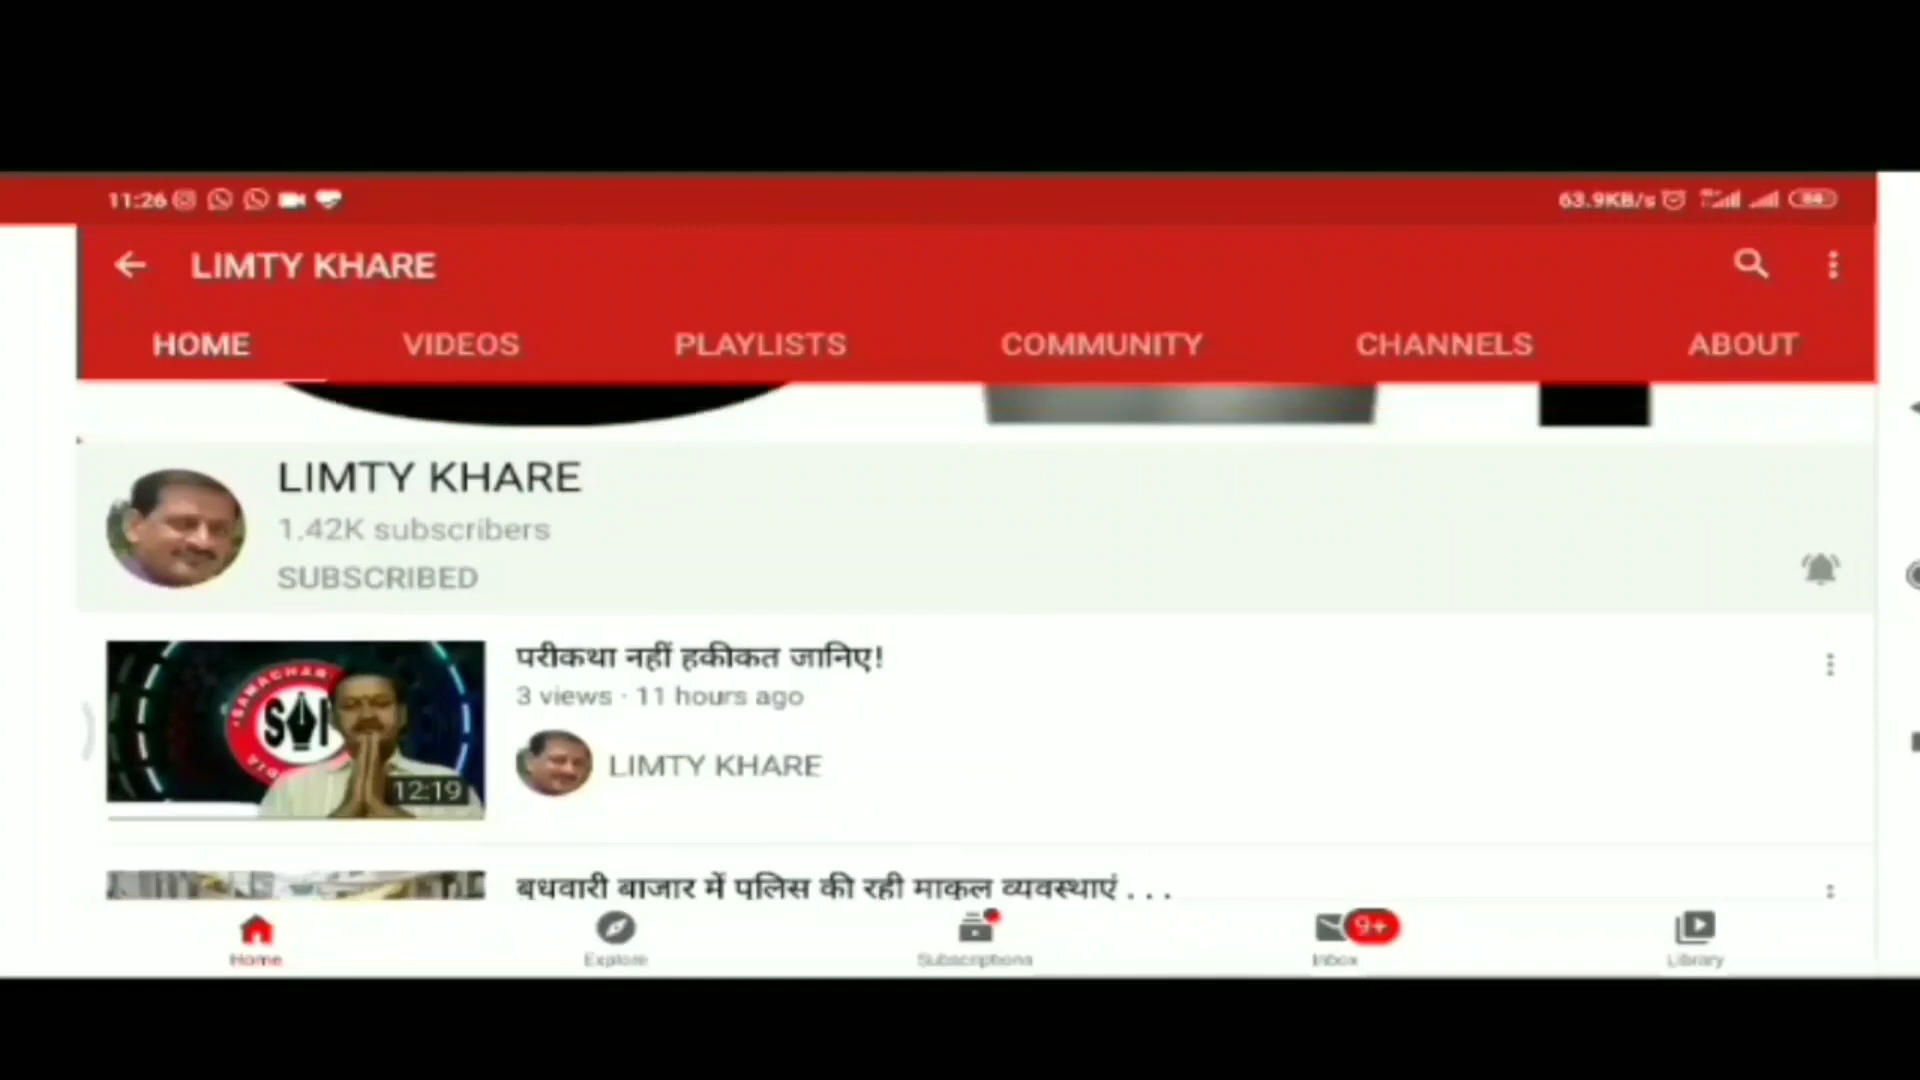 11:26
63.9KB/s
LIMTY KHARE
HOME VIDEOS PLAYLISTS COMMUNITY CHANNELS ABOUT
LIMTY KHARE
1.42K subscribers
SUBSCRIBED
SAMACHAR
12:19
परीकथा नहीं हकीकत जानिए!
3 views · 11 hours ago
LIMTY KHARE
बुधवारी बाजार में पुलिस की रही माकूल व्यवस्थाएं . . .
Home Explore Subscriptions 9+ Inbox Library